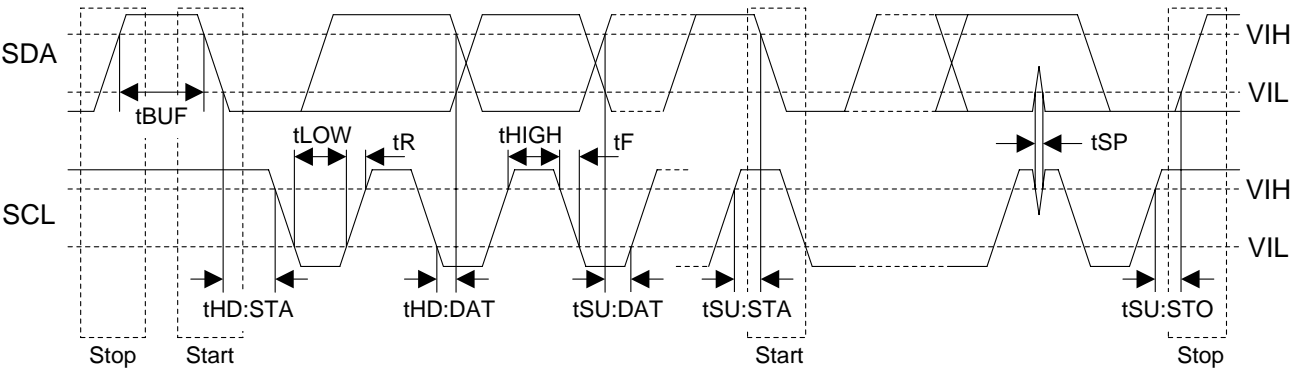 SDA
VIH
VIL
tBUF
tLOW
tR
tHIGH
tF
tSP
SCL
VIH
VIL
tHD:STA
tHD:DAT
tSU:DAT
tSU:STA
tSU:STO
Stop
Start
Start
Stop